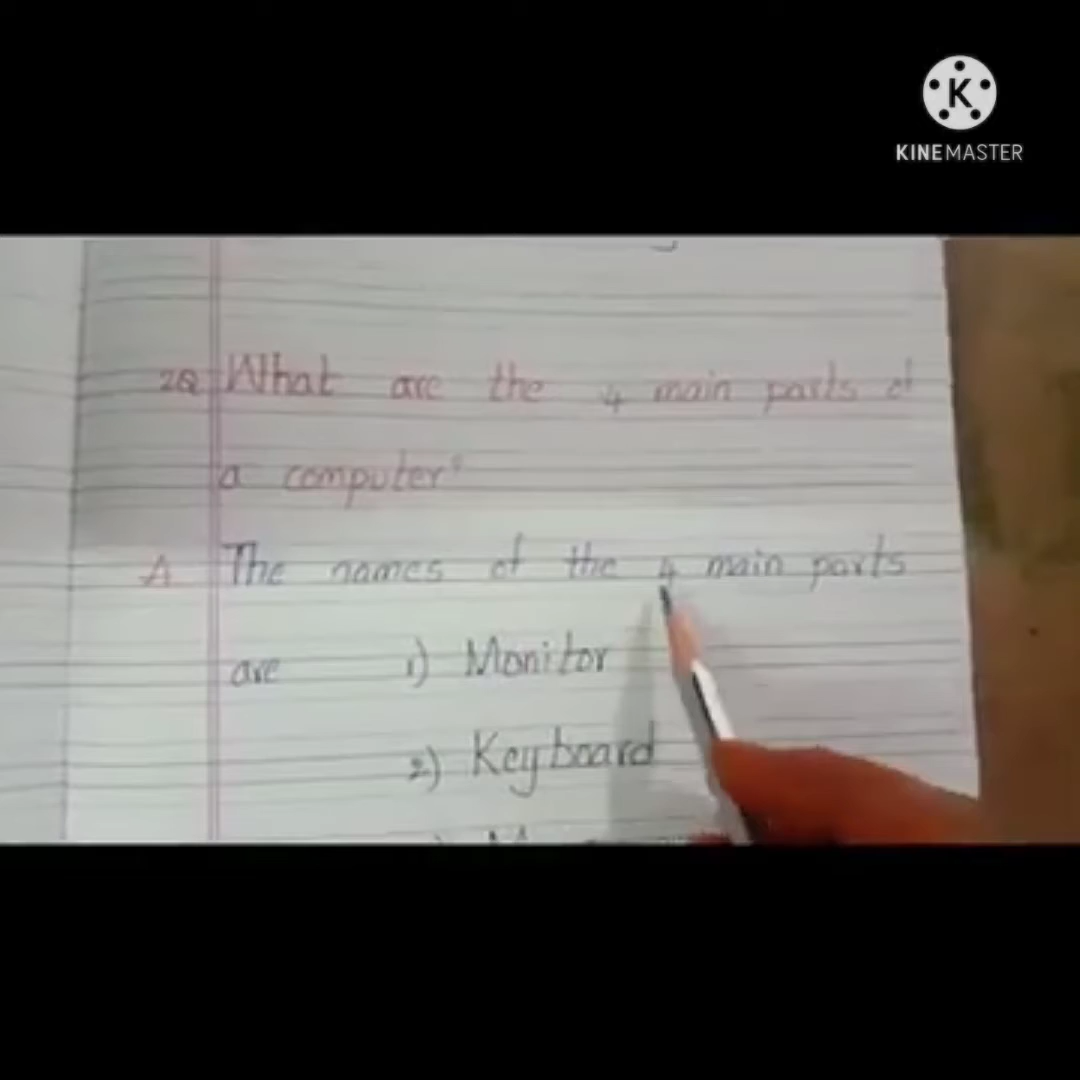 KINEMASTER
2Q What are the 4 main parts of
a computer?
A The names of the 4 main parts
are 1) Monitor
2) Keyboard